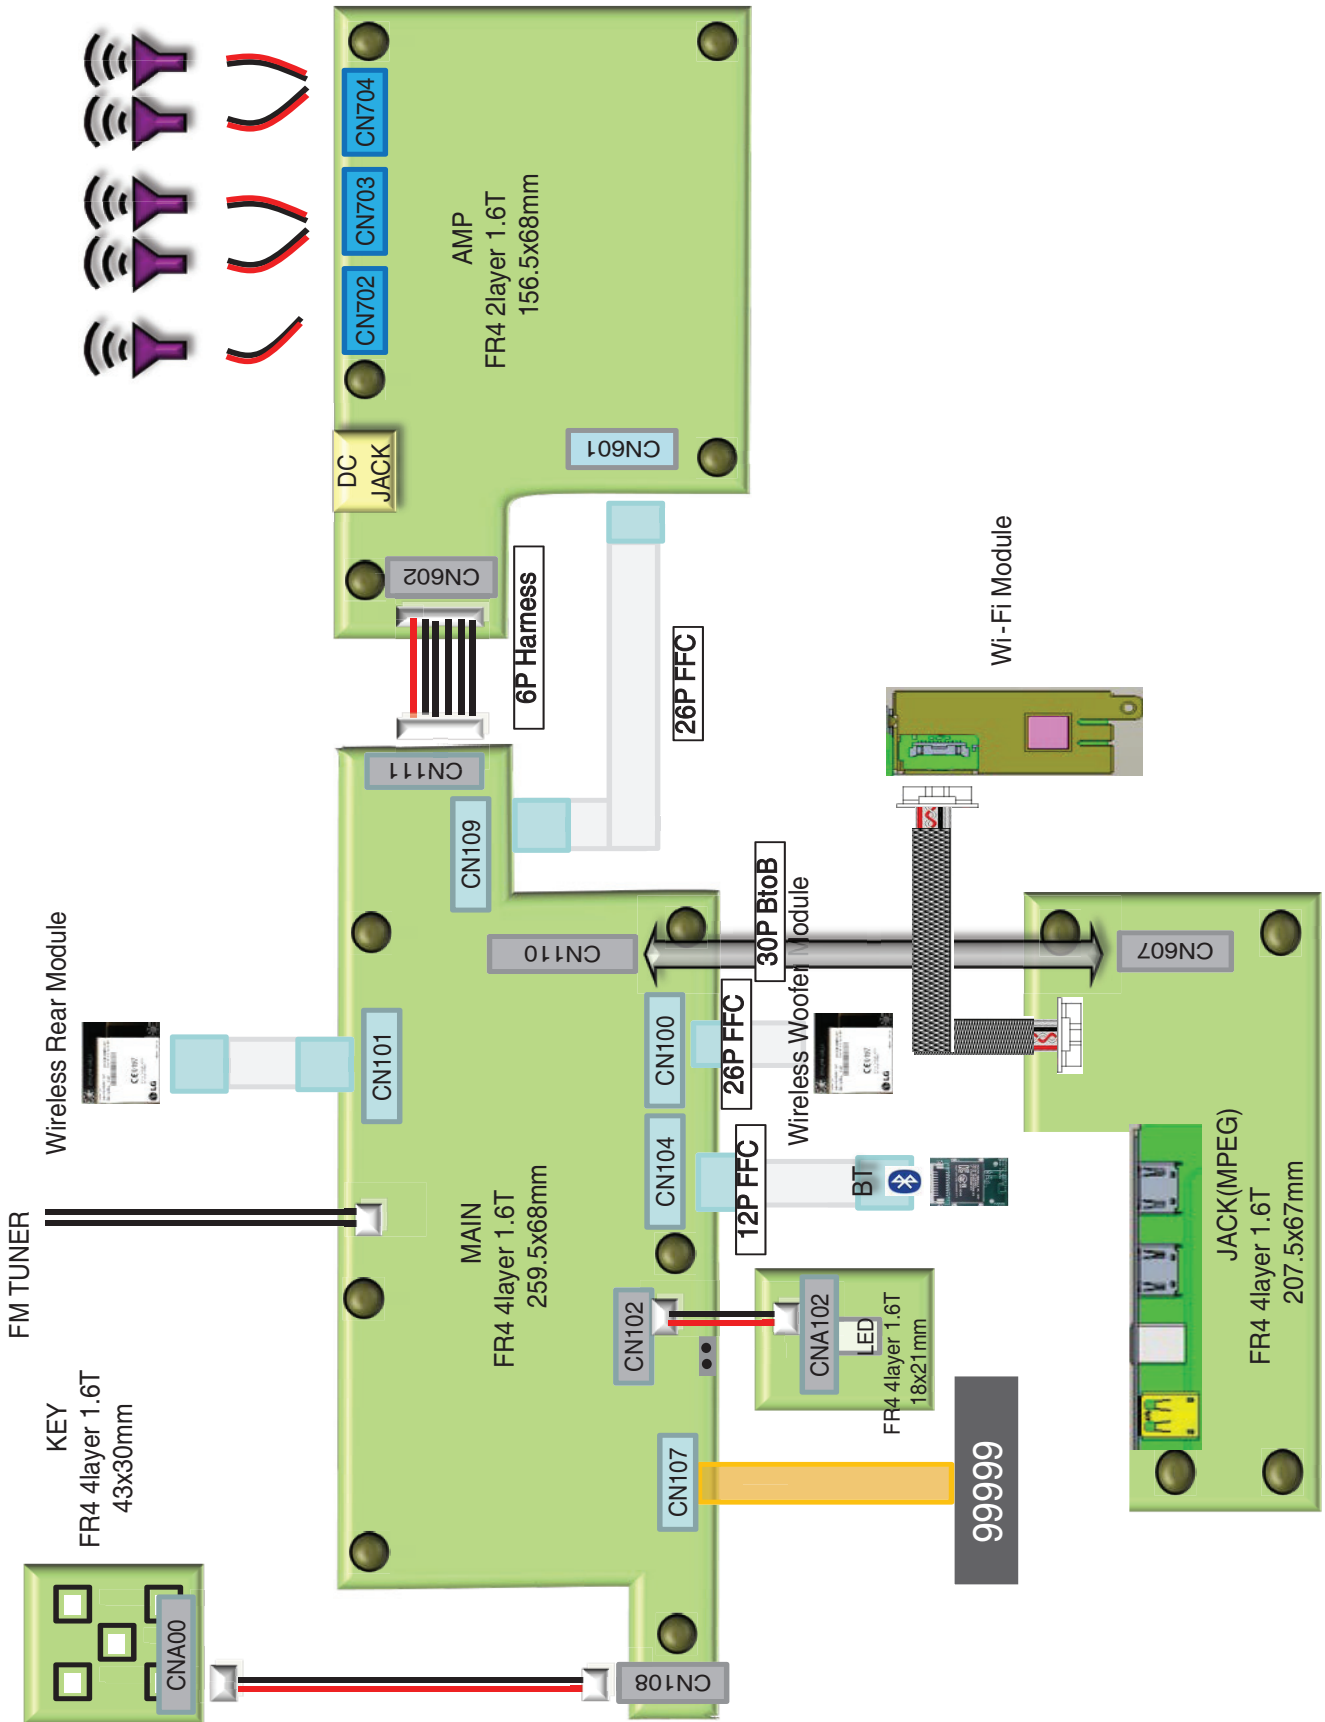 KEY
FR4 4layer 1.6T
43x30mm
CNA00
FM TUNER
Wireless Rear Module
LG
CN101
MAIN
FR4 4layer 1.6T
259.5x68mm
CN108
CN107
CN102
CN104
CN100
CN110
CN109
CN111
6P Harness
26P FFC
CN602
DC
JACK
CN702
CN703
CN704
AMP
FR4 2layer 1.6T
156.5x68mm
CN601
99999
CNA102
LED
FR4 4layer 1.6T
18x21mm
12P FFC
BT
26P FFC
Wireless Woofer Module
LG
30P BtoB
Wi-Fi Module
CN607
JACK(MPEG)
FR4 4layer 1.6T
207.5x67mm